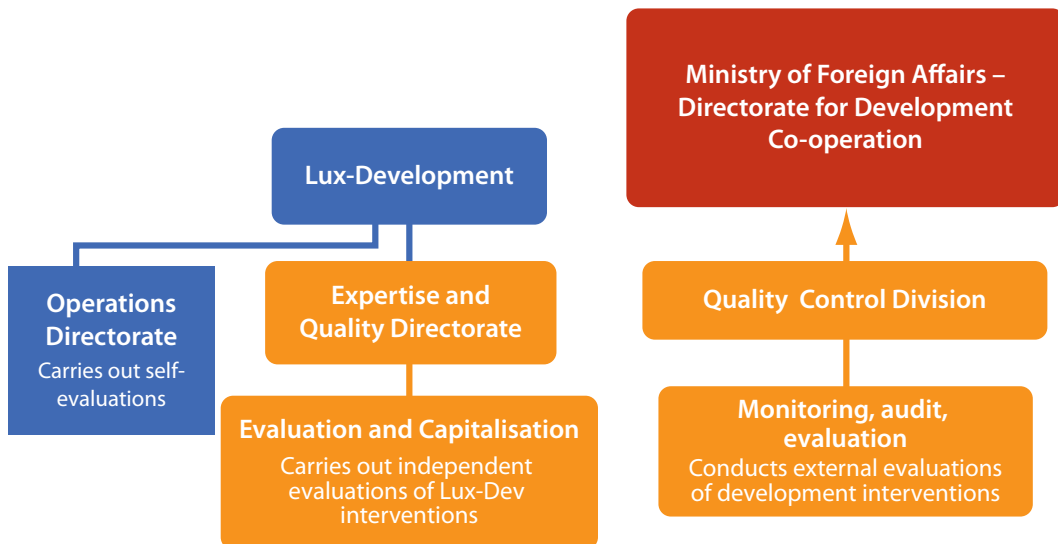 Ministry of Foreign Affairs –
Directorate for Development
Co-operation
Lux-Development
Operations
Directorate
Carries out self-
evaluations
Expertise and
Quality Directorate
Quality Control Division
Evaluation and Capitalisation
Carries out independent
evaluations of Lux-Dev
interventions
Monitoring, audit,
evaluation
Conducts external evaluations
of development interventions